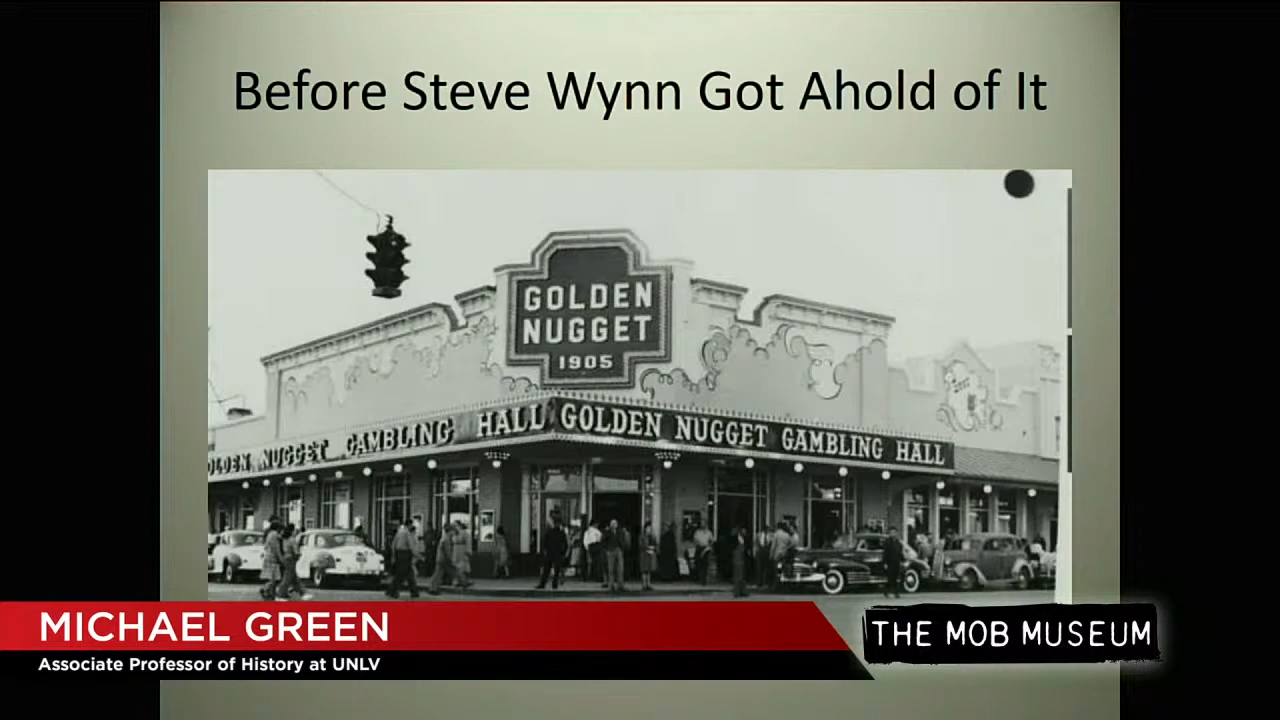 Before Steve Wynn Got Ahold of It
GOLDEN
NUGGET
1905
GOLDEN NUGGET GAMBLING HALL
GOLDEN NUGGET GAMBLING HALL
MICHAEL GREEN
Associate Professor of History at UNLV
THE MOB MUSEUM